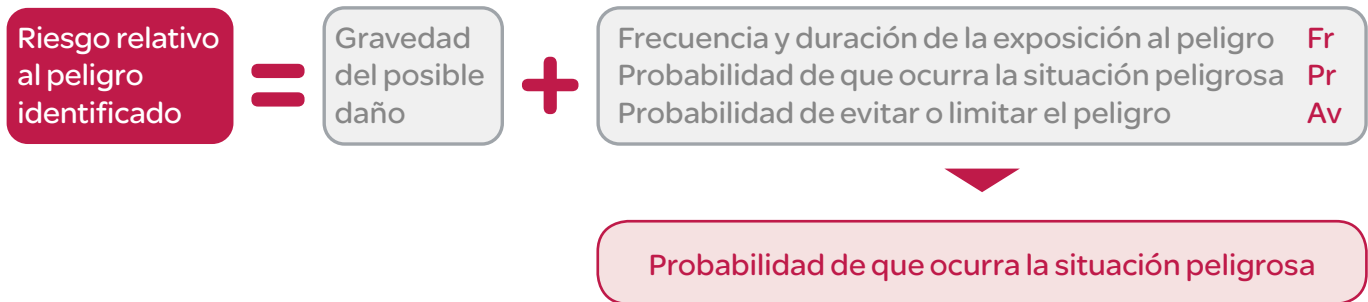 Riesgo relativo
al peligro
identificado
=
Gravedad
del posible
daño
+
Frecuencia y duración de la exposición al peligro Fr
Probabilidad de que ocurra la situación peligrosa Pr
Probabilidad de evitar o limitar el peligro Av
Probabilidad de que ocurra la situación peligrosa